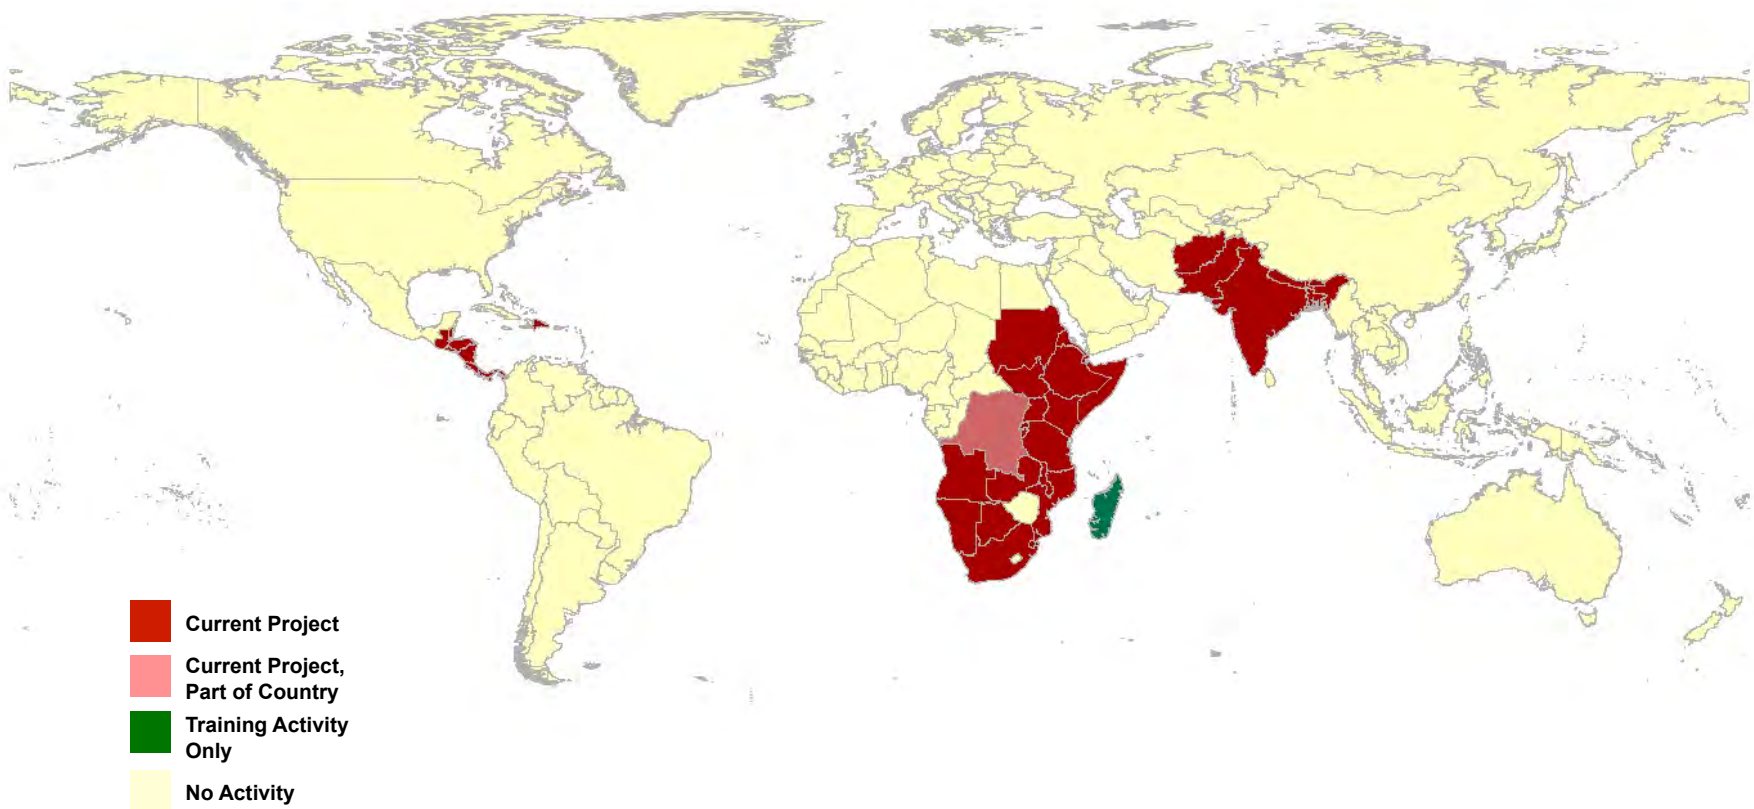 Current Project
Current Project,
Part of Country
Training Activity
Only
No Activity